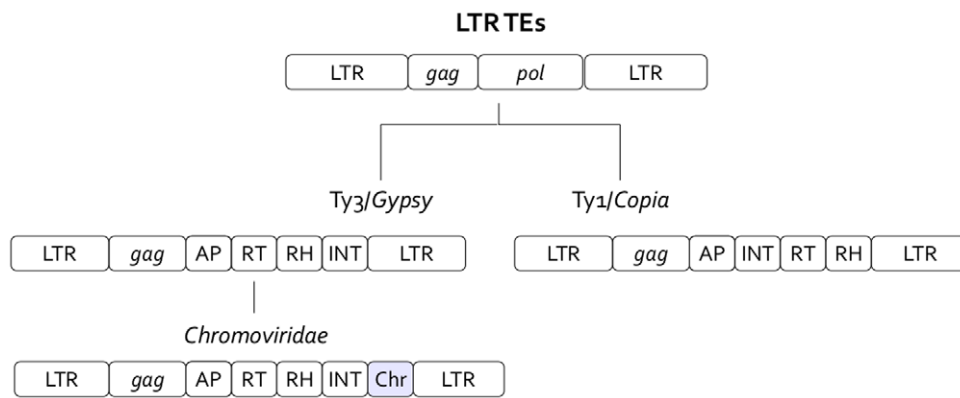 LTR TEs
LTR gag pol LTR
Ty3/Gypsy Ty1/Copia
LTR gag AP RT RH INT LTR LTR gag AP INT RT RH LTR
Chromoviridae
LTR gag AP RT RH INT Chr LTR